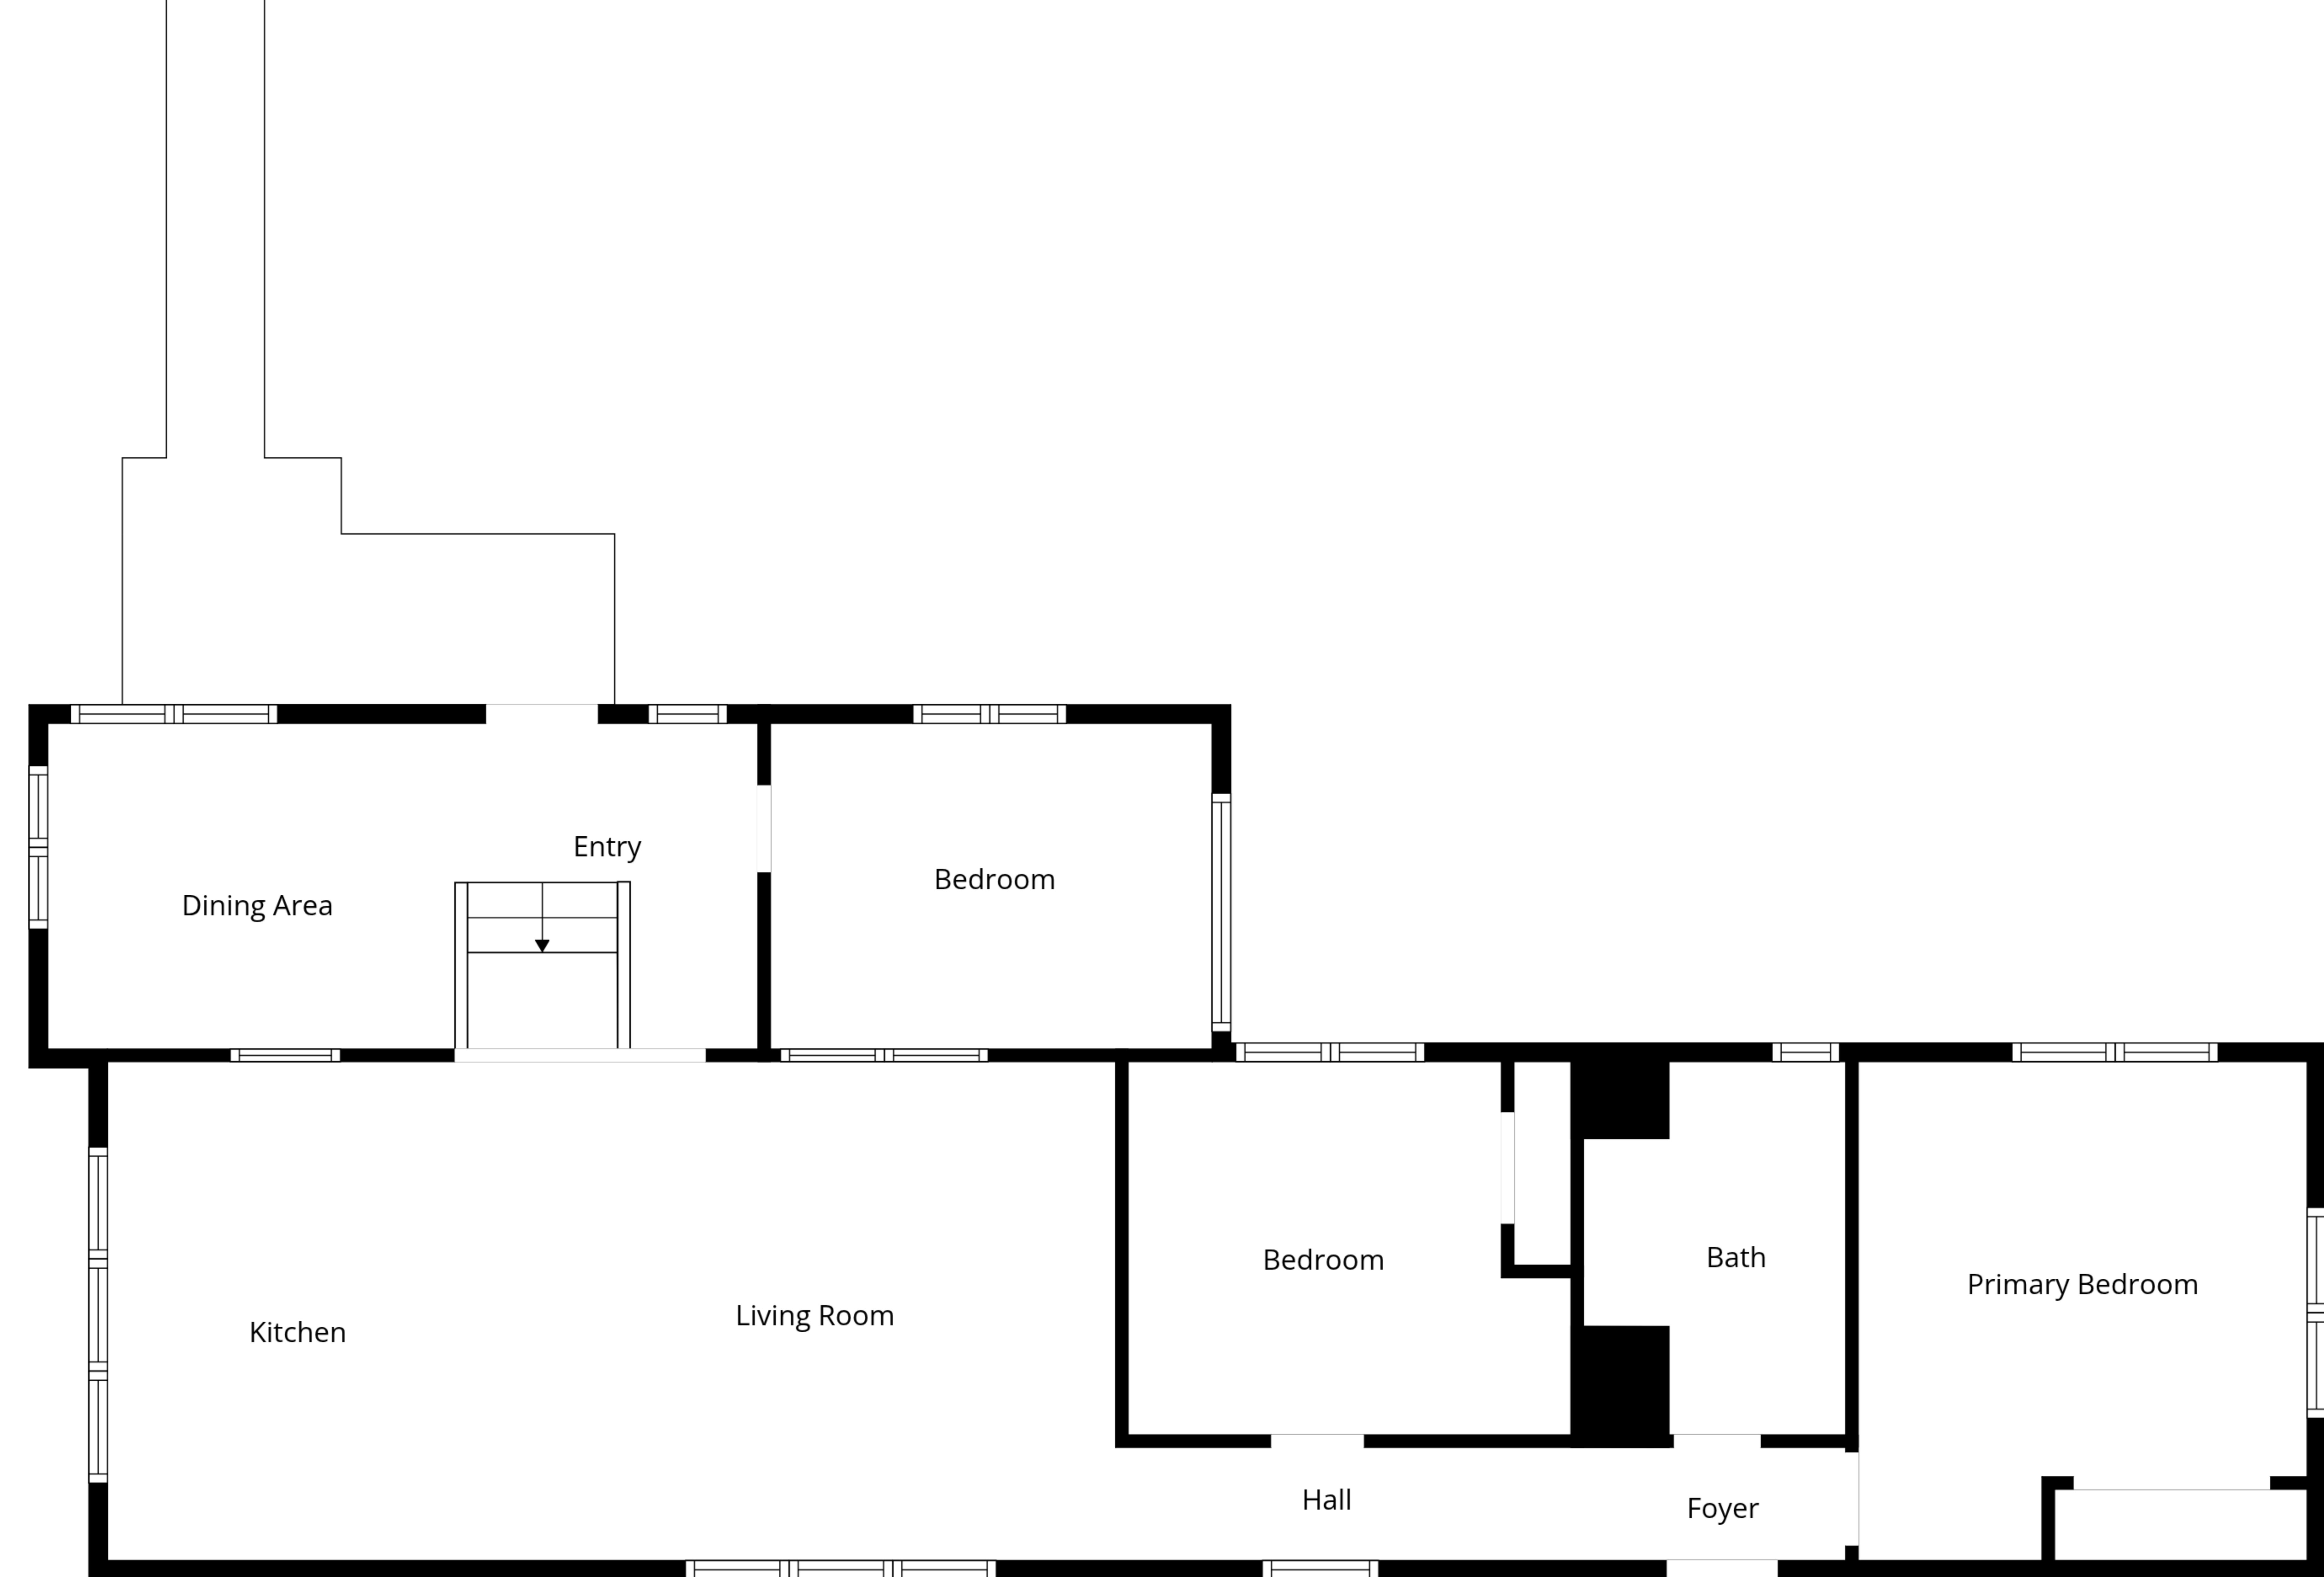 Entry
Bedroom
Dining Area
Bedroom
Bath
Primary Bedroom
Living Room
Kitchen
Hall
Foyer